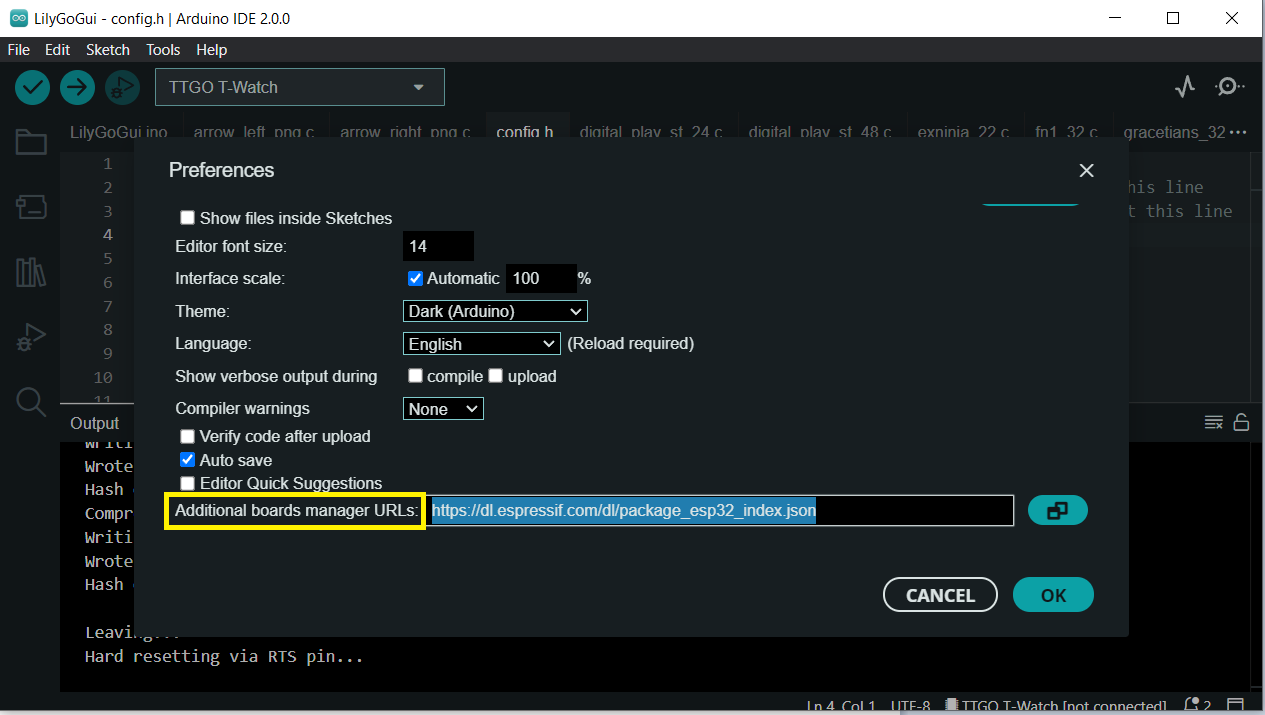 LilyGoGui - config.h | Arduino IDE 2.0.0
File Edit Sketch Tools Help
TTGO T-Watch
LilyGoGui.ino arrow_left_png.c arrow_right_png.c config.h digital_play_st_24.c digital_play_st_48.c exninja_22.c fn1_32.c gracetians_32 ...
1
2 his line
3 t this line
4
5
6
7
8
9
10
11
Preferences
Show files inside Sketches
Editor font size: 14
Interface scale: Automatic 100 %
Theme: Dark (Arduino)
Language: English (Reload required)
Show verbose output during compile upload
Compiler warnings None
Verify code after upload
Auto save
Editor Quick Suggestions
Additional boards manager URLs: https://dl.espressif.com/dl/package_esp32_index.json
CANCEL OK
Output
Writi
Wrote
Hash
Compr
Writi
Wrote
Hash
Leaving...
Hard resetting via RTS pin...
Ln 4, Col 1 UTF-8 TTGO T-Watch [not connected] 2